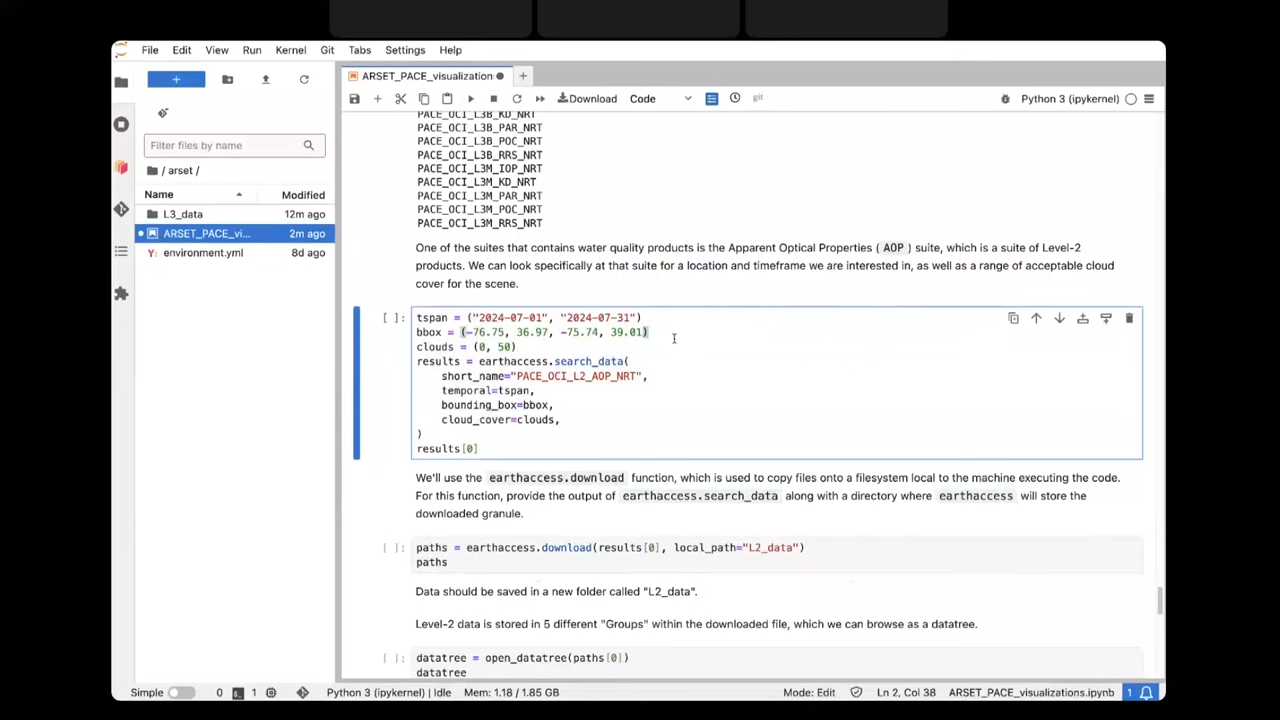 File Edit View Run Kernel Git Tabs Settings Help
ARSET_PACE_visualization
Download Code git Python 3 (ipykernel)
Filter files by name
/ arset /
Name Modified
L3_data 12m ago
ARSET_PACE_vi... 2m ago
environment.yml 8d ago
PACE_OCI_L3B_KD_NRT
PACE_OCI_L3B_PAR_NRT
PACE_OCI_L3B_POC_NRT
PACE_OCI_L3B_RRS_NRT
PACE_OCI_L3M_IOP_NRT
PACE_OCI_L3M_KD_NRT
PACE_OCI_L3M_PAR_NRT
PACE_OCI_L3M_POC_NRT
PACE_OCI_L3M_RRS_NRT
One of the suites that contains water quality products is the Apparent Optical Properties ( AOP ) suite, which is a suite of Level-2
products. We can look specifically at that suite for a location and timeframe we are interested in, as well as a range of acceptable cloud
cover for the scene.
[ ]: tspan = ("2024-07-01", "2024-07-31")
bbox = (-76.75, 36.97, -75.74, 39.01)
clouds = (0, 50)
results = earthaccess.search_data(
short_name="PACE_OCI_L2_AOP_NRT",
temporal=tspan,
bounding_box=bbox,
cloud_cover=clouds,
)
results[0]
We'll use the earthaccess.download function, which is used to copy files onto a filesystem local to the machine executing the code.
For this function, provide the output of earthaccess.search_data along with a directory where earthaccess will store the
downloaded granule.
[ ]: paths = earthaccess.download(results[0], local_path="L2_data")
paths
Data should be saved in a new folder called "L2_data".
Level-2 data is stored in 5 different "Groups" within the downloaded file, which we can browse as a datatree.
[ ]: datatree = open_datatree(paths[0])
datatree
Simple 0 1 Python 3 (ipykernel) | Idle Mem: 1.18 / 1.85 GB Mode: Edit Ln 2, Col 38 ARSET_PACE_visualizations.ipynb 1